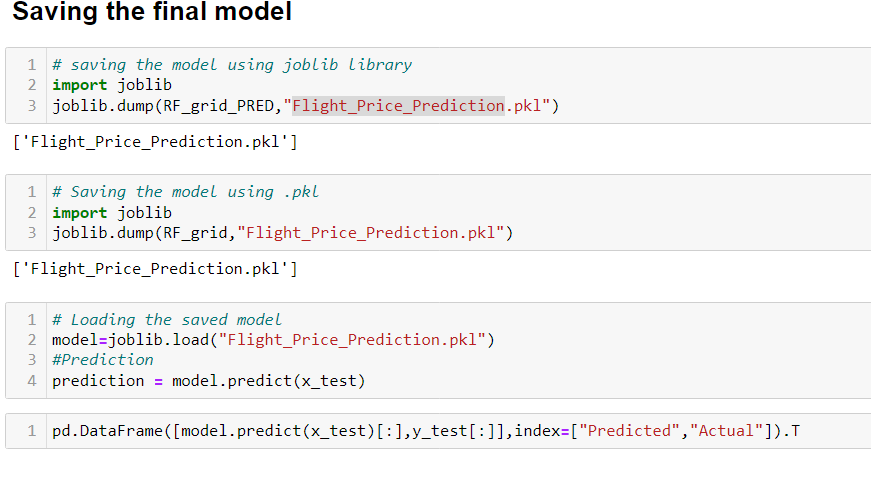 Saving the final model
1 # saving the model using joblib library
2 import joblib
3 joblib.dump(RF_grid_PRED,"Flight_Price_Prediction.pkl")
['Flight_Price_Prediction.pkl']
1 # Saving the model using .pkl
2 import joblib
3 joblib.dump(RF_grid,"Flight_Price_Prediction.pkl")
['Flight_Price_Prediction.pkl']
1 # Loading the saved model
2 model=joblib.load("Flight_Price_Prediction.pkl")
3 #Prediction
4 prediction = model.predict(x_test)
1 pd.DataFrame([model.predict(x_test)[:],y_test[:]],index=["Predicted","Actual"]).T